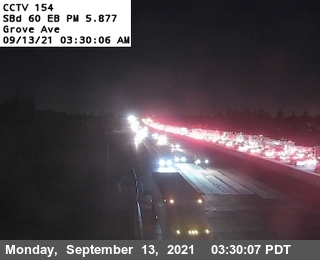 CCTV 154
SBd 60 EB PM 5.877
Grove Ave
09/13/21 03:30:06 AM
Monday, September 13, 2021 03:30:07 PDT